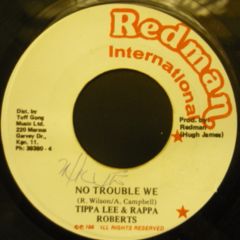 Redman
International
Dist. by
Tuff Gong
Music Ltd.
220 Marcus
Garvey Dr.,
Kgn. 11.
Ph: 39380-4
Prod. by
Redman
(Hugh James)
NO TROUBLE WE
(R. Wilson/A. Campbell)
TIPPA LEE & RAPPA
ROBERTS
ALL RIGHTS RESERVED